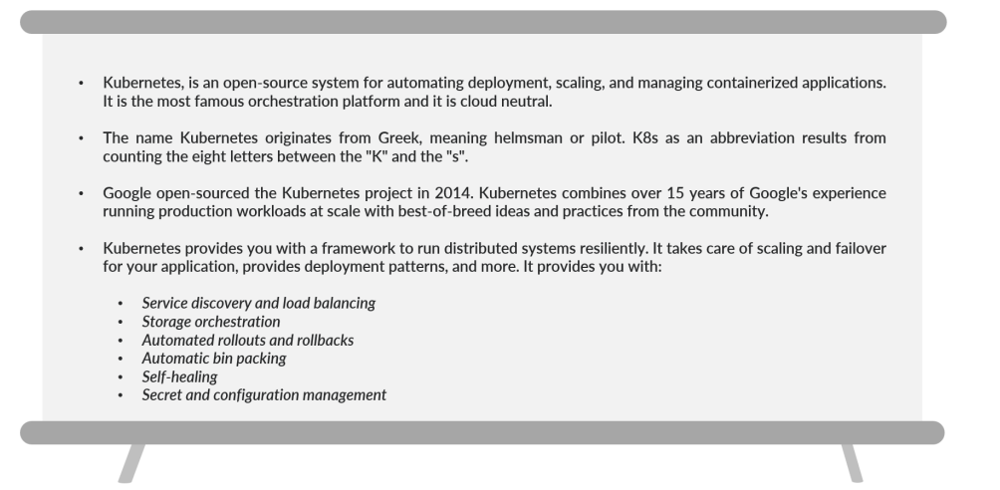 • Kubernetes, is an open-source system for automating deployment, scaling, and managing containerized applications.
It is the most famous orchestration platform and it is cloud neutral.
• The name Kubernetes originates from Greek, meaning helmsman or pilot. K8s as an abbreviation results from
counting the eight letters between the "K" and the "s".
• Google open-sourced the Kubernetes project in 2014. Kubernetes combines over 15 years of Google's experience
running production workloads at scale with best-of-breed ideas and practices from the community.
• Kubernetes provides you with a framework to run distributed systems resiliently. It takes care of scaling and failover
for your application, provides deployment patterns, and more. It provides you with:
• Service discovery and load balancing
• Storage orchestration
• Automated rollouts and rollbacks
• Automatic bin packing
• Self-healing
• Secret and configuration management